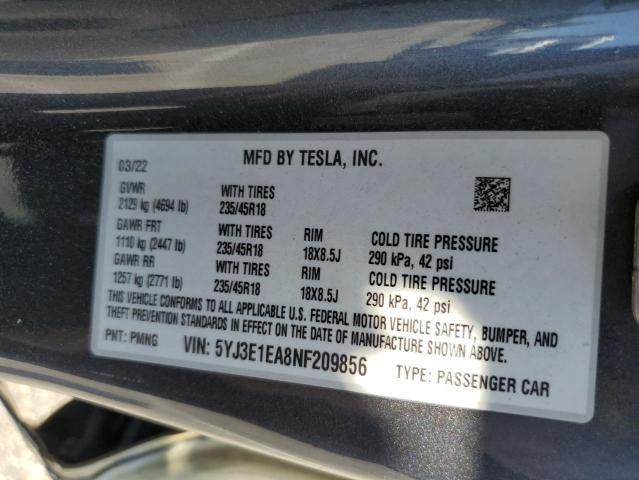 03/22
MFD BY TESLA, INC.
GVWR
2129 kg (4694 lb)
WITH TIRES
235/45R18
GAWR FRT
1110 kg (2447 lb)
WITH TIRES
235/45R18
RIM
18X8.5J
COLD TIRE PRESSURE
290 kPa, 42 psi
GAWR RR
1257 kg (2771 lb)
WITH TIRES
235/45R18
RIM
18X8.5J
COLD TIRE PRESSURE
290 kPa, 42 psi
THIS VEHICLE CONFORMS TO ALL APPLICABLE U.S. FEDERAL MOTOR VEHICLE SAFETY, BUMPER, AND
THEFT PREVENTION STANDARDS IN EFFECT ON THE DATE OF MANUFACTURE SHOWN ABOVE.
PNT: PMNG
VIN: 5YJ3E1EA8NF209856
TYPE: PASSENGER CAR